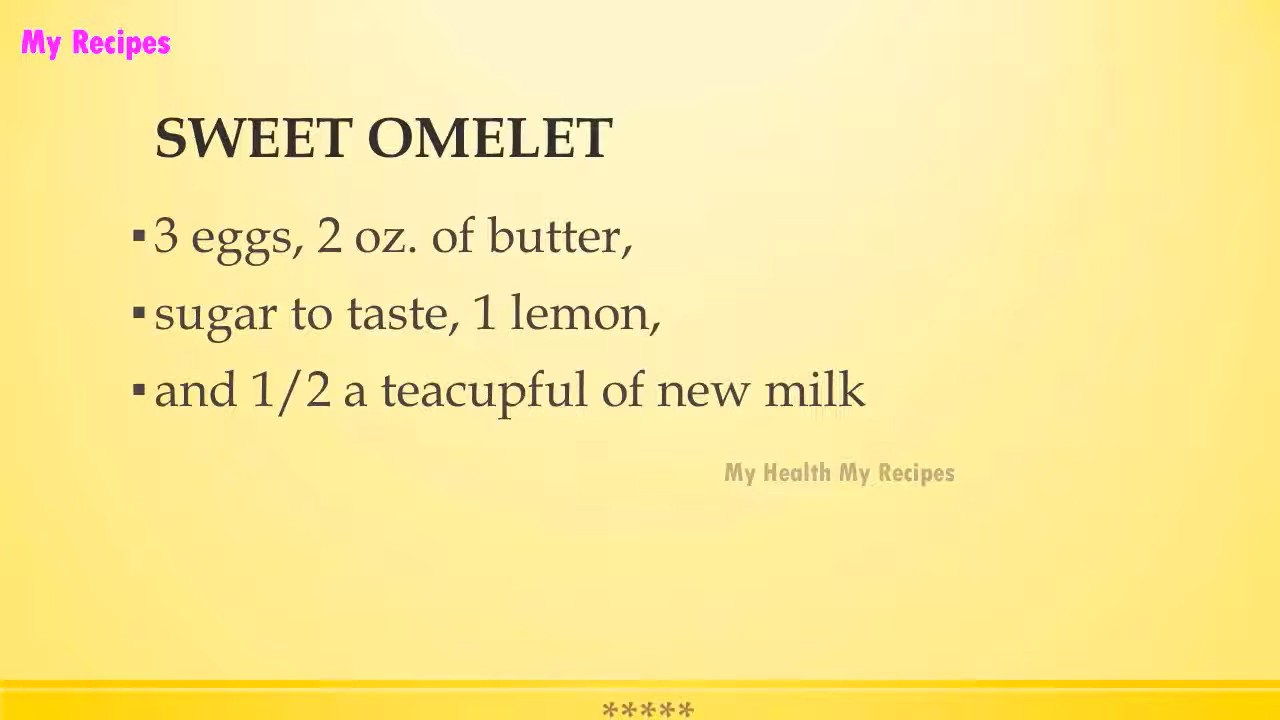 My Recipes
SWEET OMELET
▪3 eggs, 2 oz. of butter,
▪sugar to taste, 1 lemon,
▪and 1/2 a teacupful of new milk
My Health My Recipes
*****